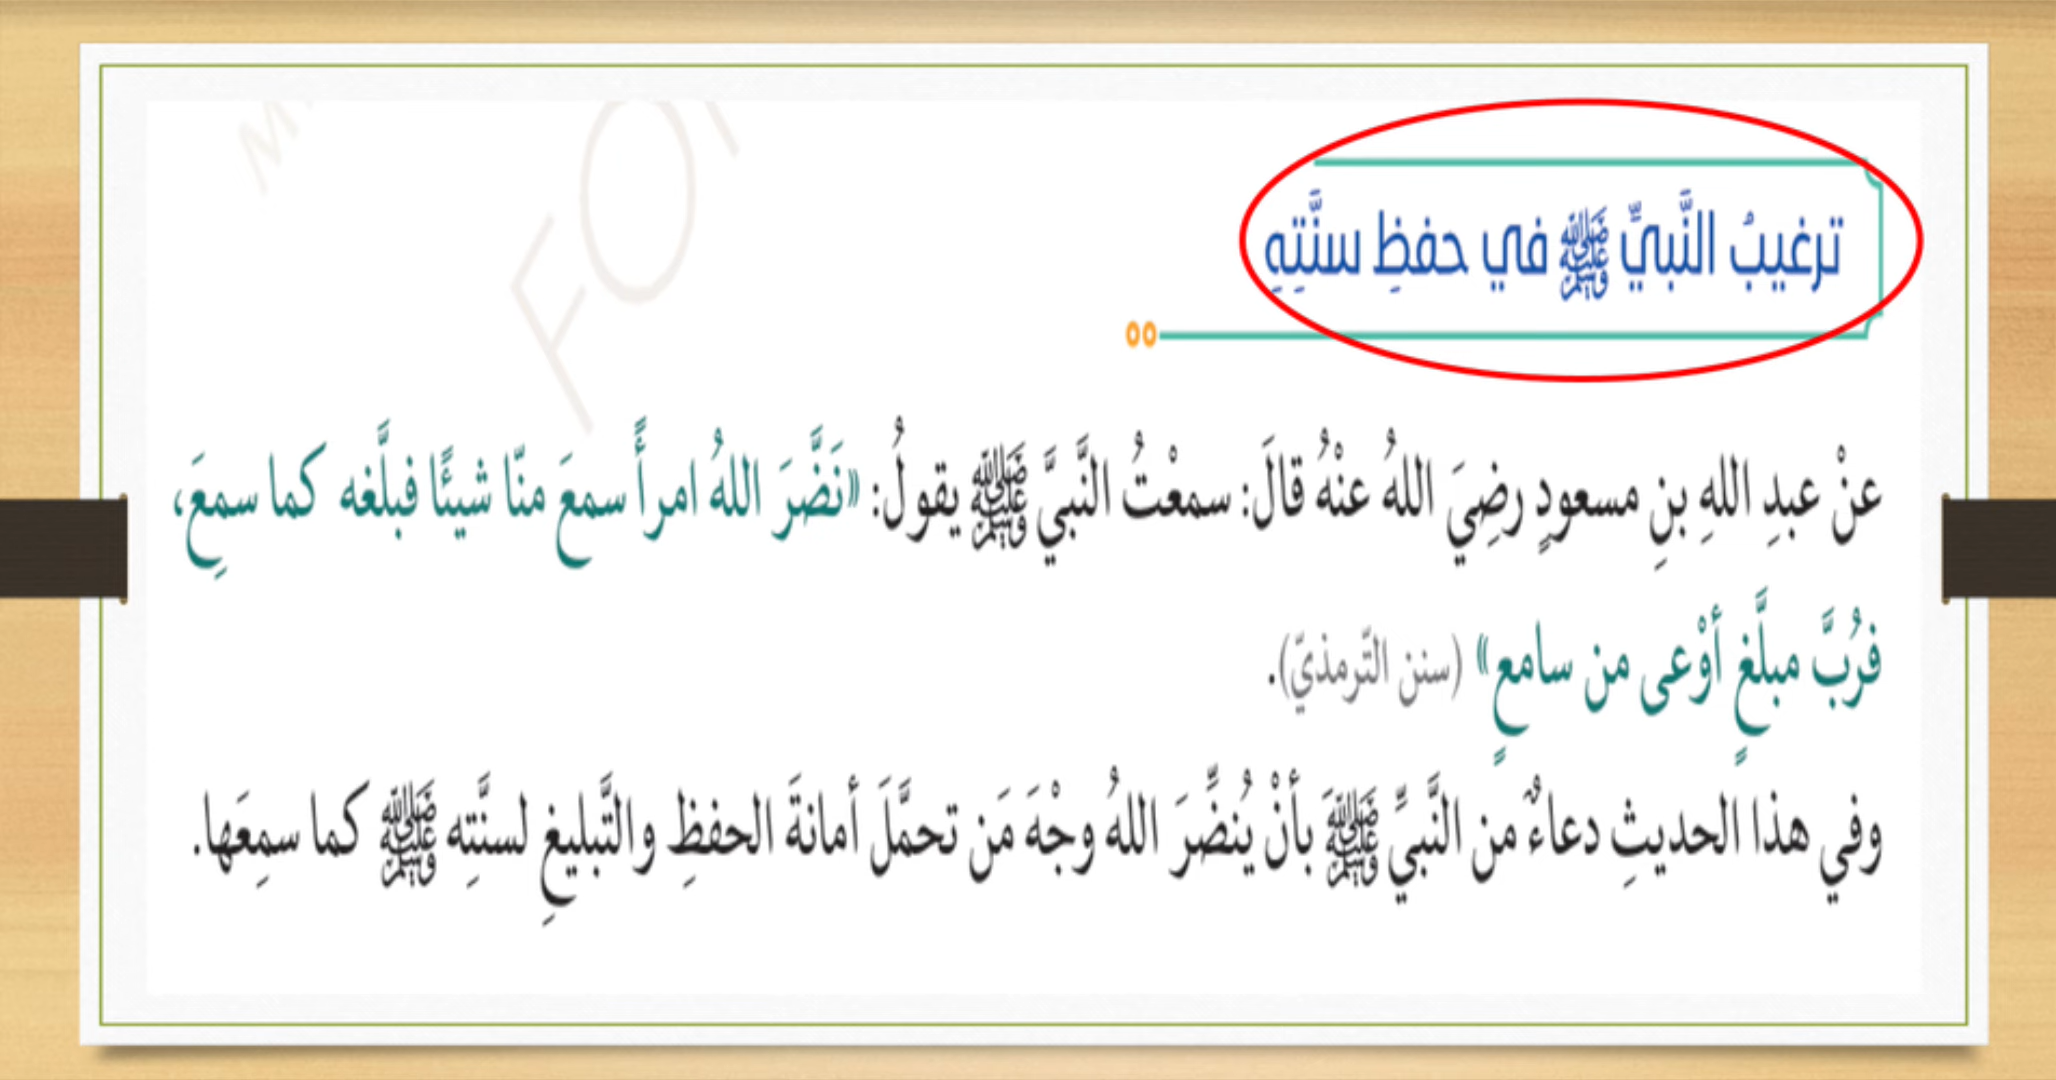 ترغيبُ النَّبيِّ ﷺ في حفظِ سنَّتِهِ
عنْ عبدِ اللهِ بنِ مسعودٍ رضِيَ اللهُ عنْهُ قالَ: سمعْتُ النَّبيَّ ﷺ يقولُ: «نَضَّرَ اللهُ امرأً سمعَ منّا شيئًا فبلَّغه كما سمِعَ،
فرُبَّ مبلَّغٍ أوْعى من سامعٍ» (سنن التّرمذيّ).
وفي هذا الحديثِ دعاءٌ من النَّبيِّ ﷺ بأنْ يُنضِّرَ اللهُ وجْهَ مَن تحمَّلَ أمانةَ الحفظِ والتَّبليغِ لسنَّتِه ﷺ كما سمِعَها.
FO